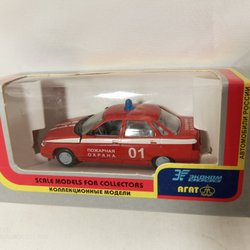 ПОЖАРНАЯ
ОХРАНА
01
SCALE MODELS FOR COLLECTORS
КОЛЛЕКЦИОННЫЕ МОДЕЛИ
АГАТ
АВТОМОБИЛИ РОССИИ